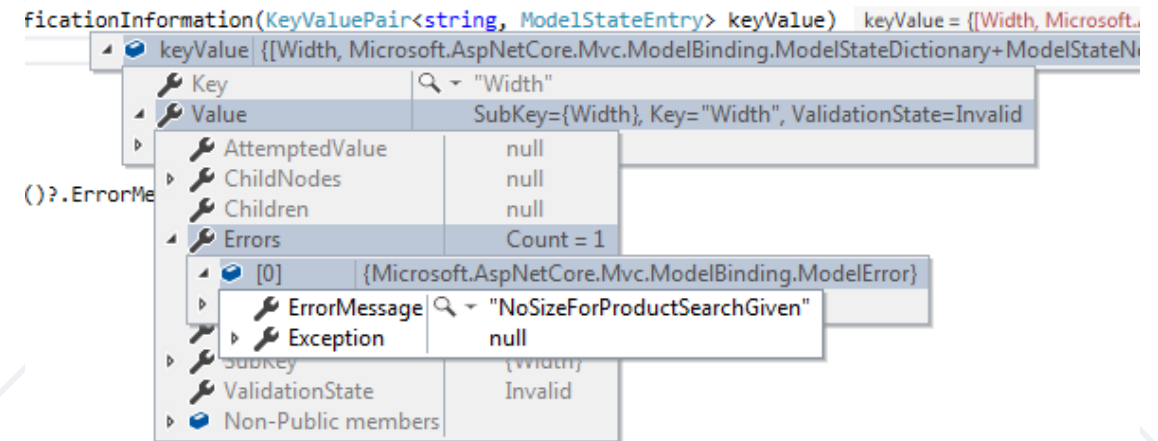 ficationInformation(KeyValuePair<string, ModelStateEntry> keyValue) keyValue = {[Width, Microsoft.
keyValue {[Width, Microsoft.AspNetCore.Mvc.ModelBinding.ModelStateDictionary+ModelStateN
Key "Width"
Value SubKey={Width}, Key="Width", ValidationState=Invalid
AttemptedValue null
ChildNodes null
()?.ErrorMe
Children null
Errors Count = 1
[0] {Microsoft.AspNetCore.Mvc.ModelBinding.ModelError}
ErrorMessage "NoSizeForProductSearchGiven"
Exception null
SubKey {Width}
ValidationState Invalid
Non-Public members